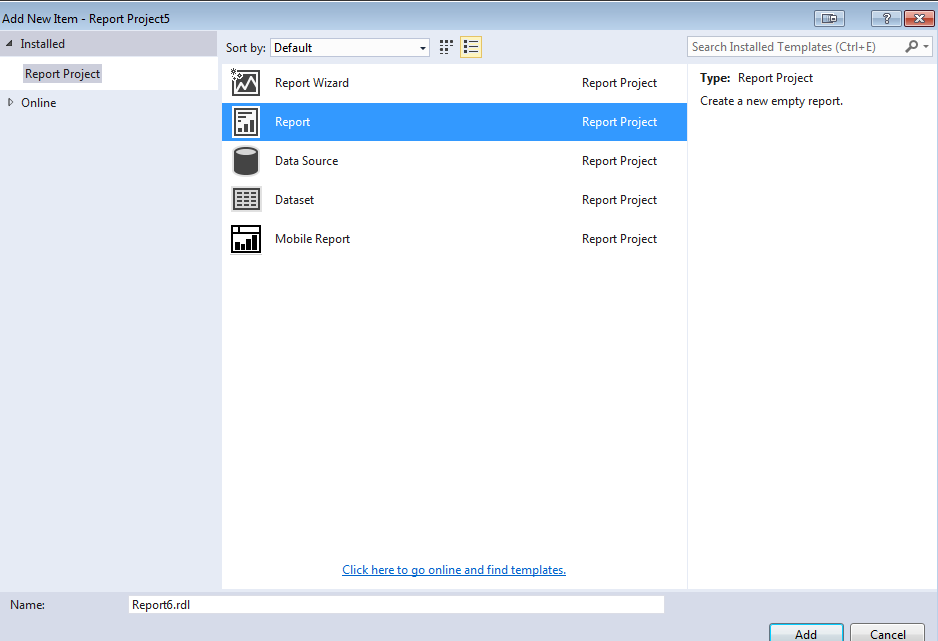 Add New Item - Report Project5
?
Installed
Report Project
Online
Sort by: Default
Search Installed Templates (Ctrl+E)
Report Wizard Report Project
Report Report Project
Data Source Report Project
Dataset Report Project
Mobile Report Report Project
Type: Report Project
Create a new empty report.
Click here to go online and find templates.
Name: Report6.rdl
Add Cancel